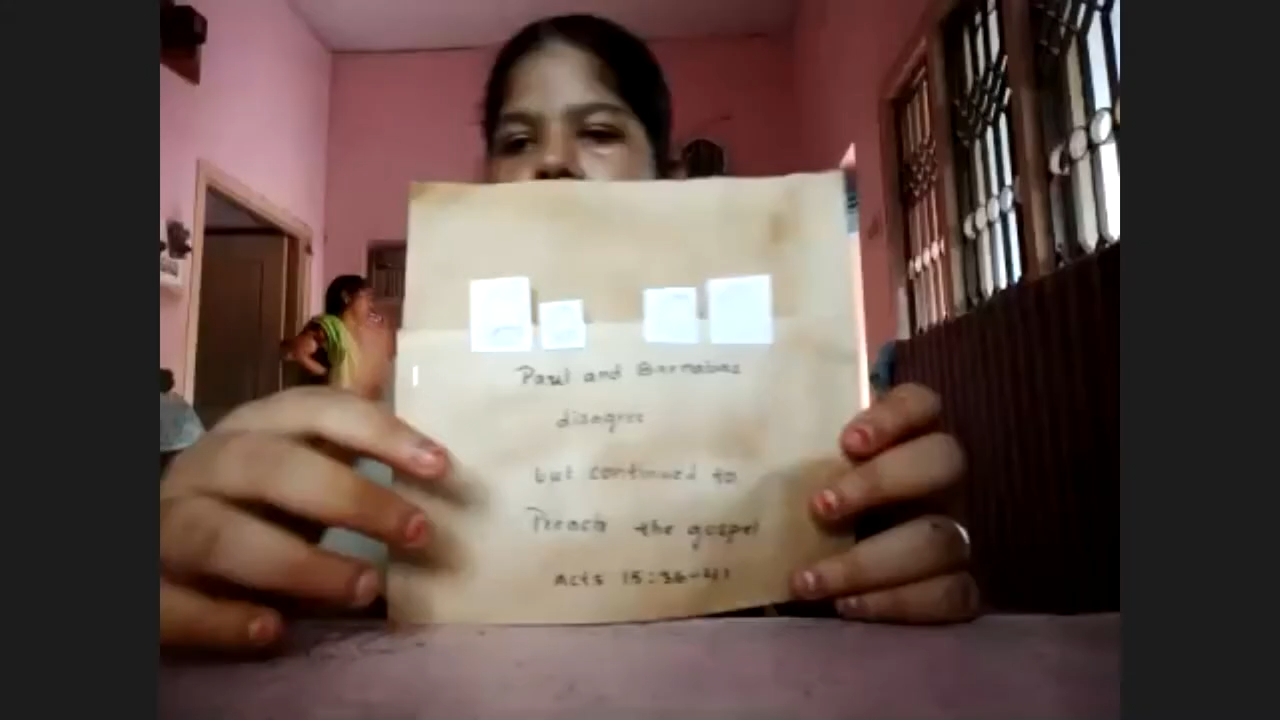 Paul and Barnabas
disagree
but continued to
Preach the gospel
Acts 15:36-41